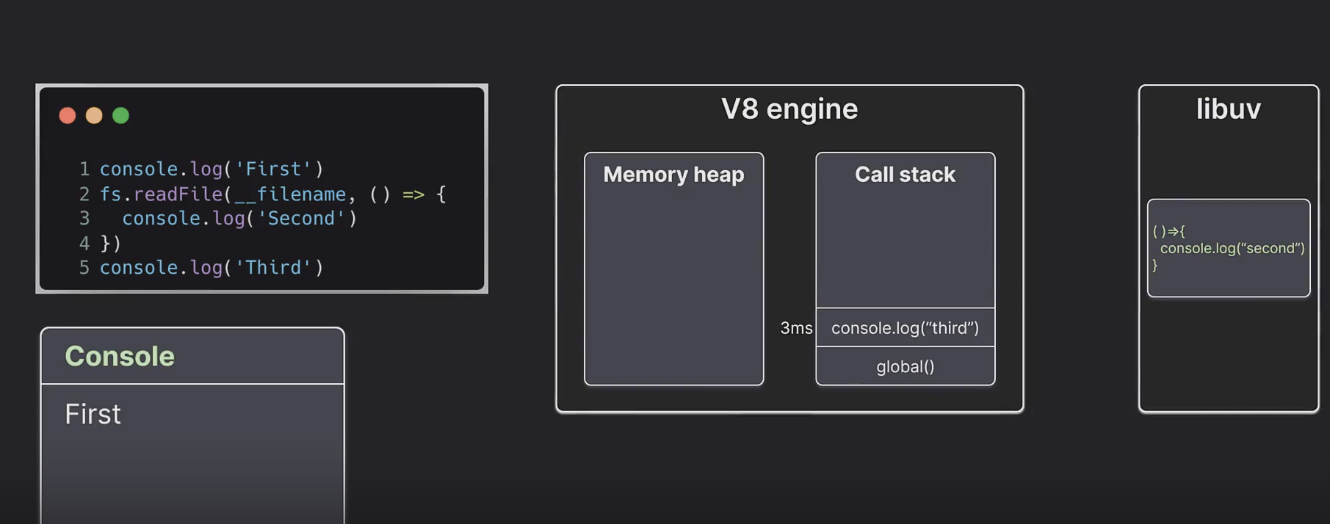 1 console.log('First')
2 fs.readFile(__filename, () => {
3   console.log('Second')
4 })
5 console.log('Third')
Console
First
V8 engine
Memory heap
Call stack
3ms
console.log(“third”)
global()
libuv
()=>{
console.log(“second”)
}